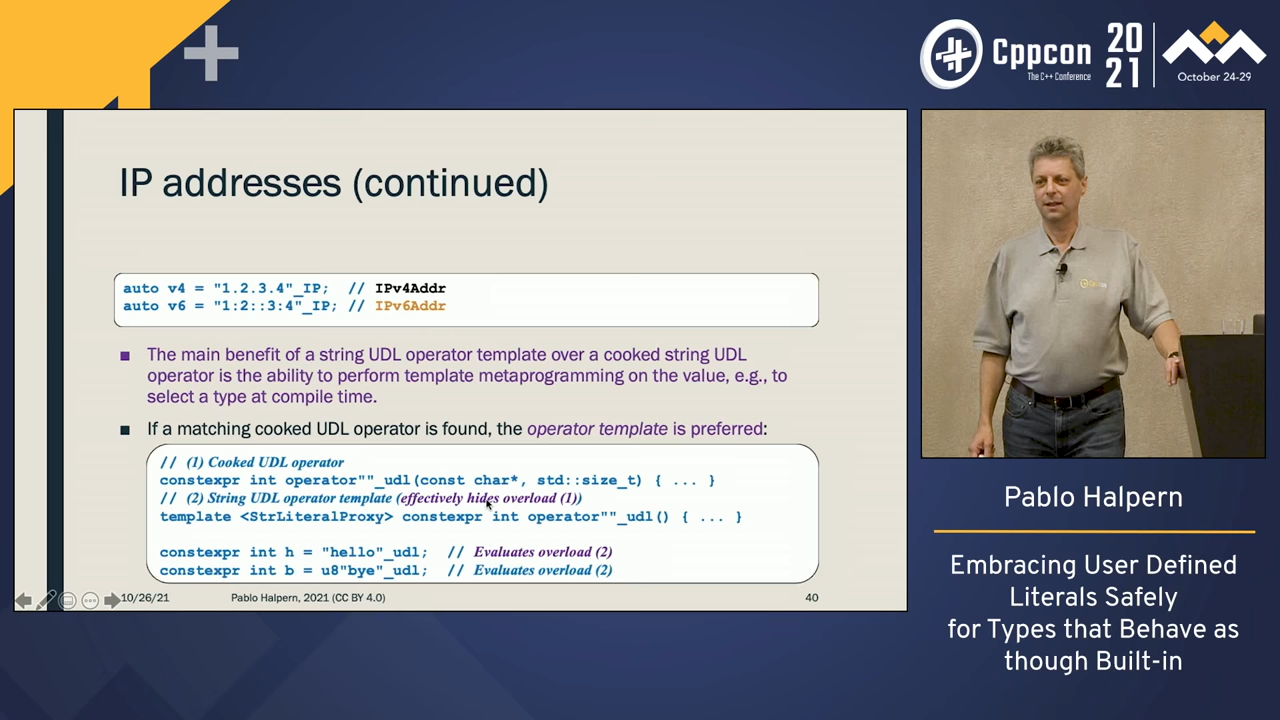 Cppcon
The C++ Conference
20
21
October 24-29
IP addresses (continued)
auto v4 = "1.2.3.4"_IP;  // IPv4Addr
auto v6 = "1:2::3:4"_IP; // IPv6Addr
■ The main benefit of a string UDL operator template over a cooked string UDL
operator is the ability to perform template metaprogramming on the value, e.g., to
select a type at compile time.
■ If a matching cooked UDL operator is found, the operator template is preferred:
// (1) Cooked UDL operator
constexpr int operator""_udl(const char*, std::size_t) { ... }
// (2) String UDL operator template (effectively hides overload (1))
template <StrLiteralProxy> constexpr int operator""_udl() { ... }
constexpr int h = "hello"_udl;  // Evaluates overload (2)
constexpr int b = u8"bye"_udl;  // Evaluates overload (2)
10/26/21
Pablo Halpern, 2021 (CC BY 4.0)
40
Pablo Halpern
Embracing User Defined
Literals Safely
for Types that Behave as
though Built-in